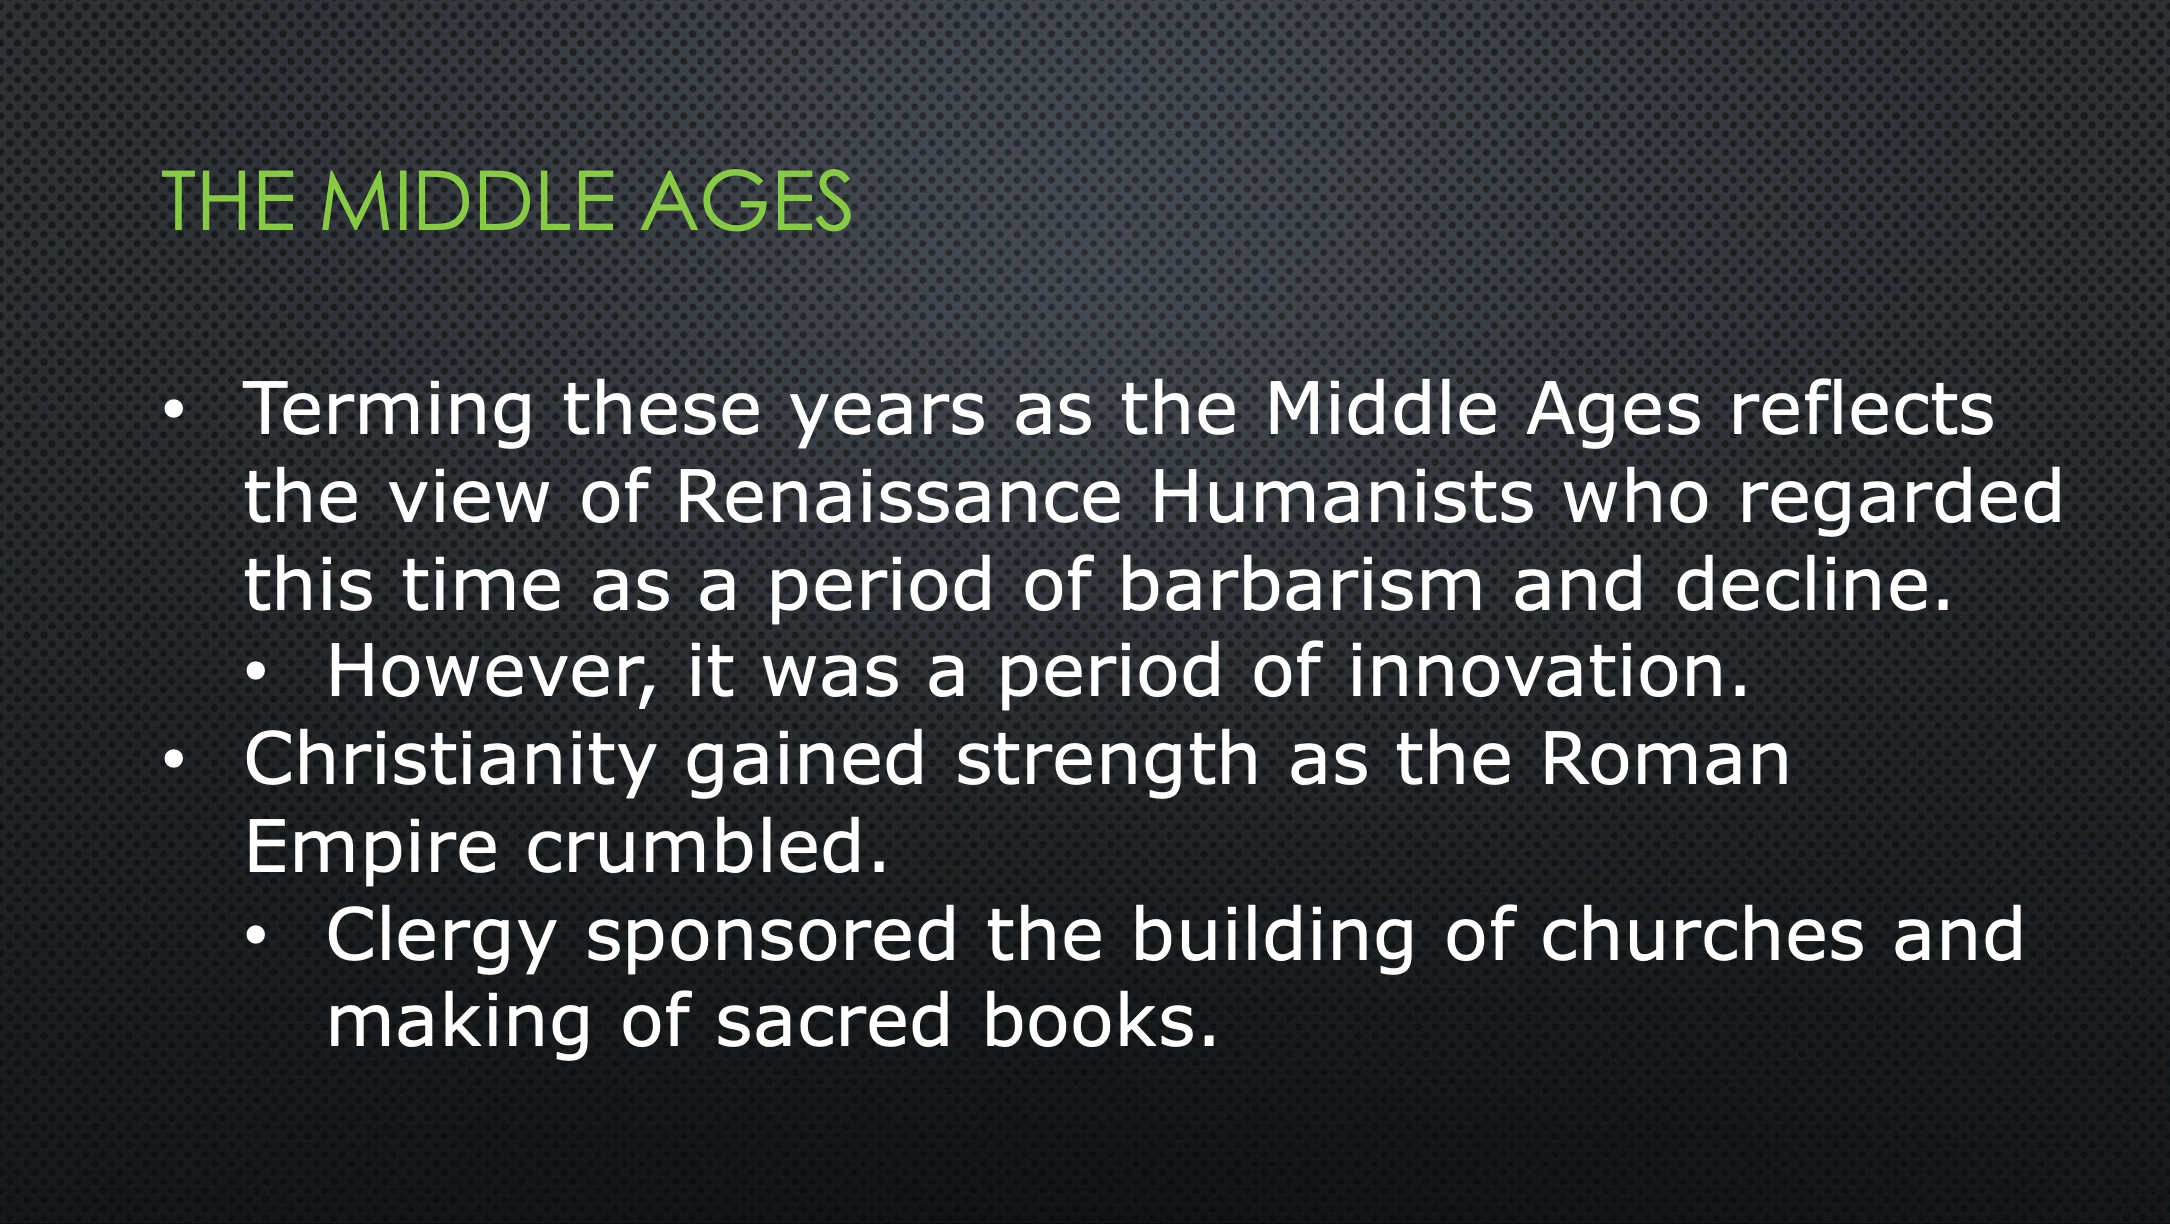 THE MIDDLE AGES
• Terming these years as the Middle Ages reflects
the view of Renaissance Humanists who regarded
this time as a period of barbarism and decline.
• However, it was a period of innovation.
• Christianity gained strength as the Roman
Empire crumbled.
• Clergy sponsored the building of churches and
making of sacred books.